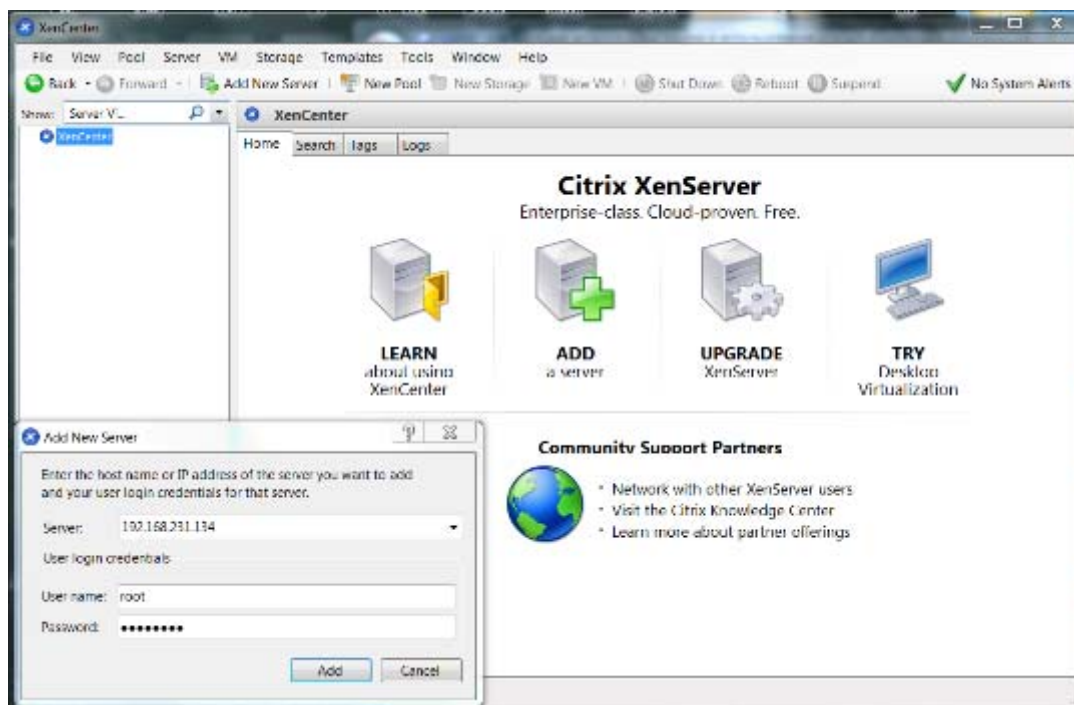 XenCenter
File View Pool Server VM Storage Templates Tools Window Help
Back Forward Add New Server New Pool New Storage New VM Shut Down Reboot Suspend No System Alerts
Show: Server V...
XenCenter
XenCenter
Home Search Tags Logs
Citrix XenServer
Enterprise-class. Cloud-proven. Free.
LEARN
about using
XenCenter
ADD
a server
UPGRADE
XenServer
TRY
Desktop
Virtualization
Community Support Partners
• Network with other XenServer users
• Visit the Citrix Knowledge Center
• Learn more about partner offerings
Add New Server
Enter the host name or IP address of the server you want to add
and your user login credentials for that server.
Server: 192.168.231.134
User login credentials
User name: root
Password: ••••••••
Add Cancel